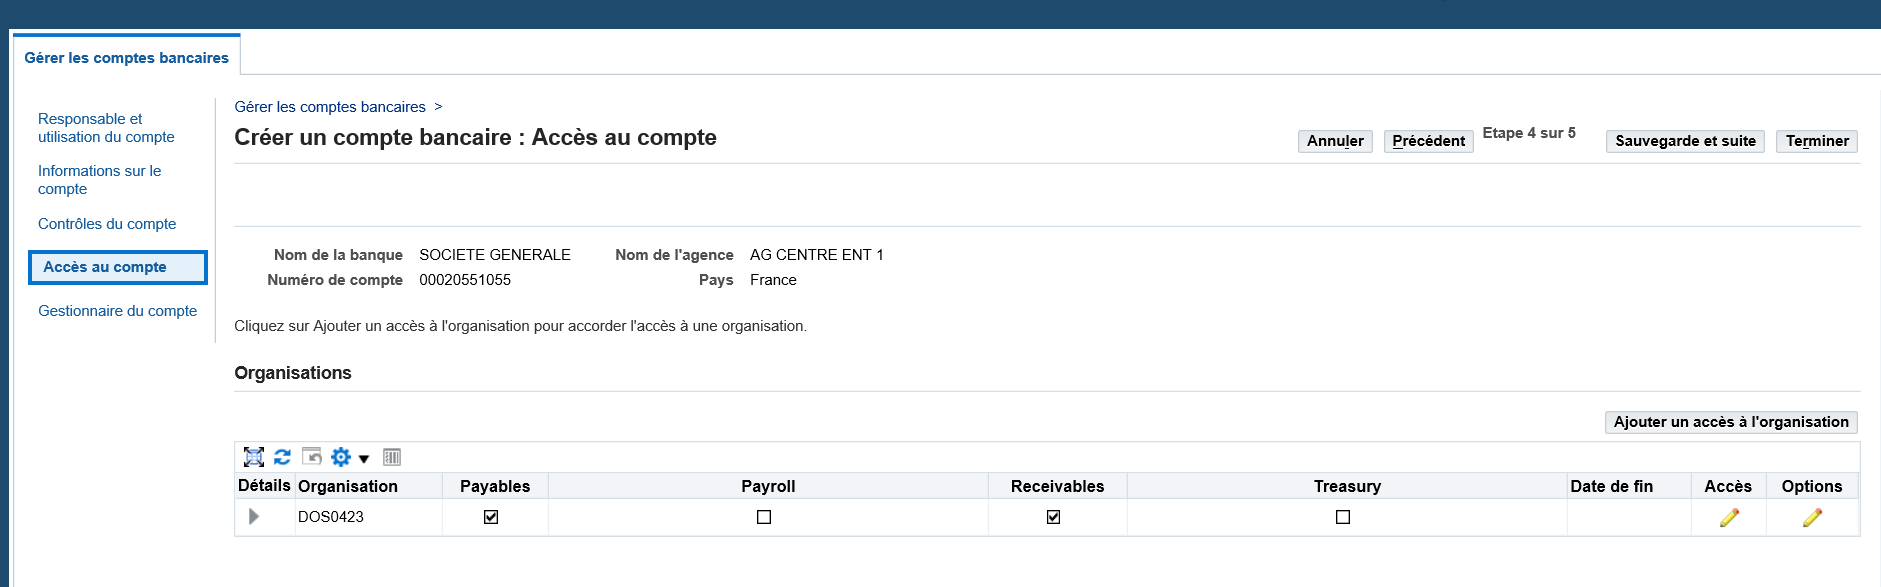 Gérer les comptes bancaires
Responsable et
utilisation du compte
Informations sur le
compte
Contrôles du compte
Accès au compte
Gestionnaire du compte
Gérer les comptes bancaires >
Créer un compte bancaire : Accès au compte
Annuler Précédent Etape 4 sur 5 Sauvegarde et suite Terminer
Nom de la banque SOCIETE GENERALE Nom de l'agence AG CENTRE ENT 1
Numéro de compte 00020551055 Pays France
Cliquez sur Ajouter un accès à l'organisation pour accorder l'accès à une organisation.
Organisations
Ajouter un accès à l'organisation
Détails Organisation Payables Payroll Receivables Treasury Date de fin Accès Options
DOS0423